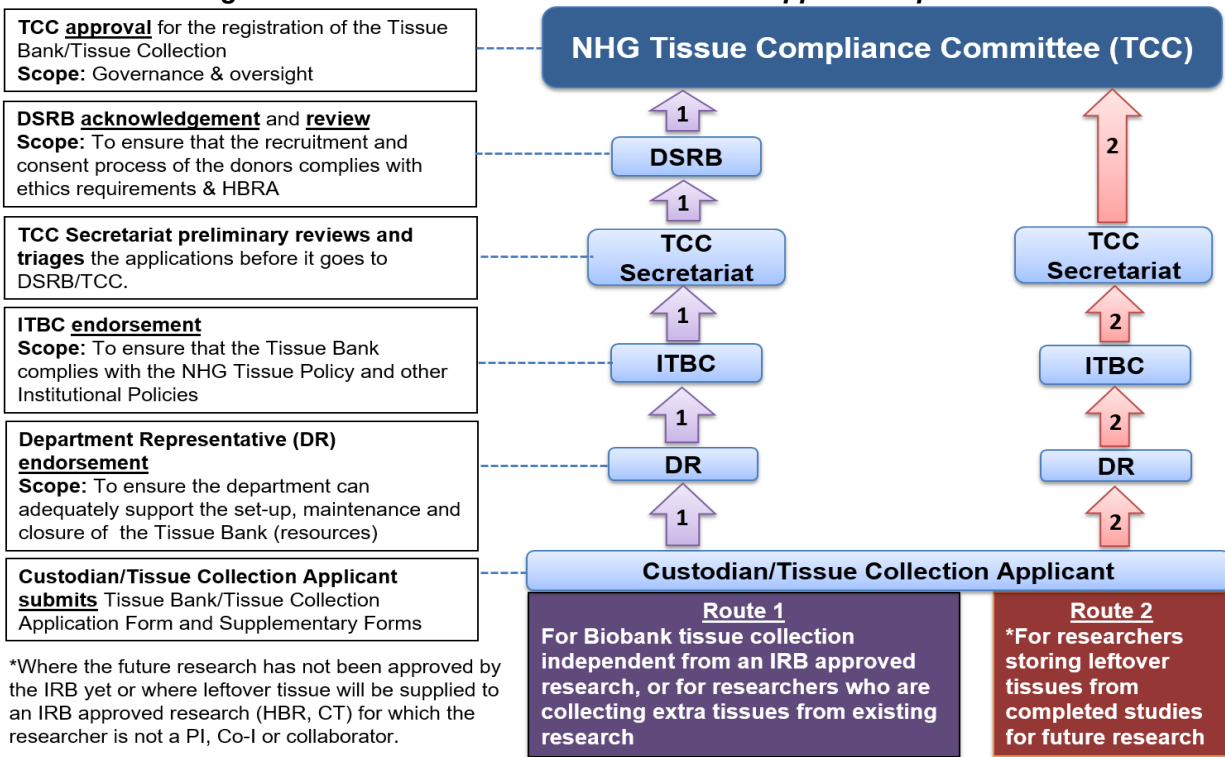 TCC approval for the registration of the Tissue
Bank/Tissue Collection
Scope: Governance & oversight
DSRB acknowledgement and review
Scope: To ensure that the recruitment and
consent process of the donors complies with
ethics requirements & HBRA
TCC Secretariat preliminary reviews and
triages the applications before it goes to
DSRB/TCC.
ITBC endorsement
Scope: To ensure that the Tissue Bank
complies with the NHG Tissue Policy and other
Institutional Policies
Department Representative (DR)
endorsement
Scope: To ensure the department can
adequately support the set-up, maintenance and
closure of the Tissue Bank (resources)
Custodian/Tissue Collection Applicant
submits Tissue Bank/Tissue Collection
Application Form and Supplementary Forms
*Where the future research has not been approved by
the IRB yet or where leftover tissue will be supplied to
an IRB approved research (HBR, CT) for which the
researcher is not a PI, Co-I or collaborator.
NHG Tissue Compliance Committee (TCC)
1
DSRB
1
TCC
Secretariat
1
ITBC
1
DR
1
2
TCC
Secretariat
2
ITBC
2
DR
2
Custodian/Tissue Collection Applicant
Route 1
For Biobank tissue collection
independent from an IRB approved
research, or for researchers who are
collecting extra tissues from existing
research
Route 2
*For researchers
storing leftover
tissues from
completed studies
for future research